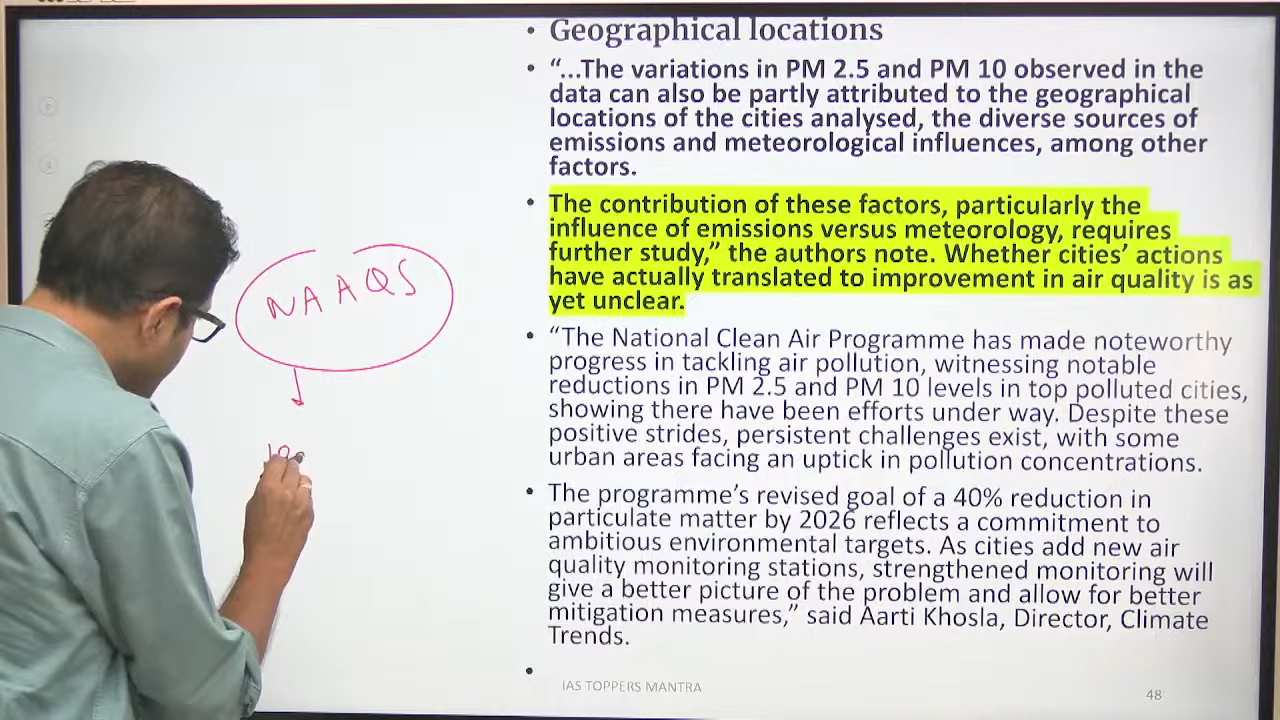 • Geographical locations
• “...The variations in PM 2.5 and PM 10 observed in the
data can also be partly attributed to the geographical
locations of the cities analysed, the diverse sources of
emissions and meteorological influences, among other
factors.
• The contribution of these factors, particularly the
influence of emissions versus meteorology, requires
further study,” the authors note. Whether cities’ actions
have actually translated to improvement in air quality is as
yet unclear.
• “The National Clean Air Programme has made noteworthy
progress in tackling air pollution, witnessing notable
reductions in PM 2.5 and PM 10 levels in top polluted cities,
showing there have been efforts under way. Despite these
positive strides, persistent challenges exist, with some
urban areas facing an uptick in pollution concentrations.
• The programme’s revised goal of a 40% reduction in
particulate matter by 2026 reflects a commitment to
ambitious environmental targets. As cities add new air
quality monitoring stations, strengthened monitoring will
give a better picture of the problem and allow for better
mitigation measures,” said Aarti Khosla, Director, Climate
Trends.
•
IAS TOPPERS MANTRA
48
NAAQS